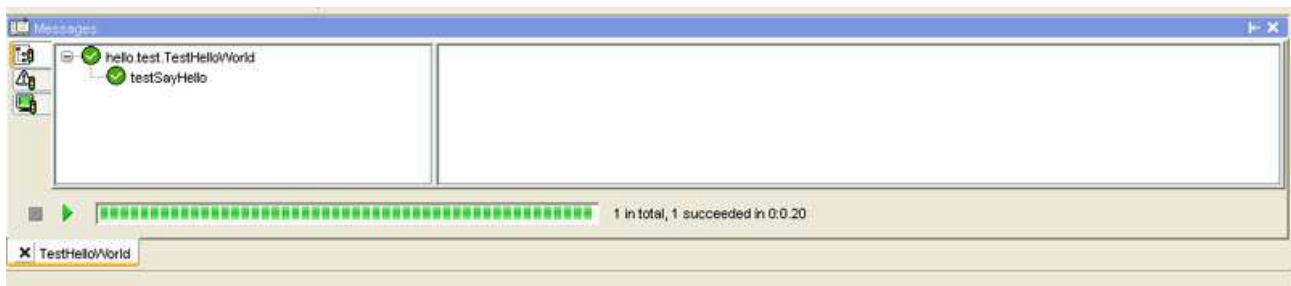 Messages
hello.test.TestHelloWorld
testSayHello
1 in total, 1 succeeded in 0:0.20
TestHelloWorld